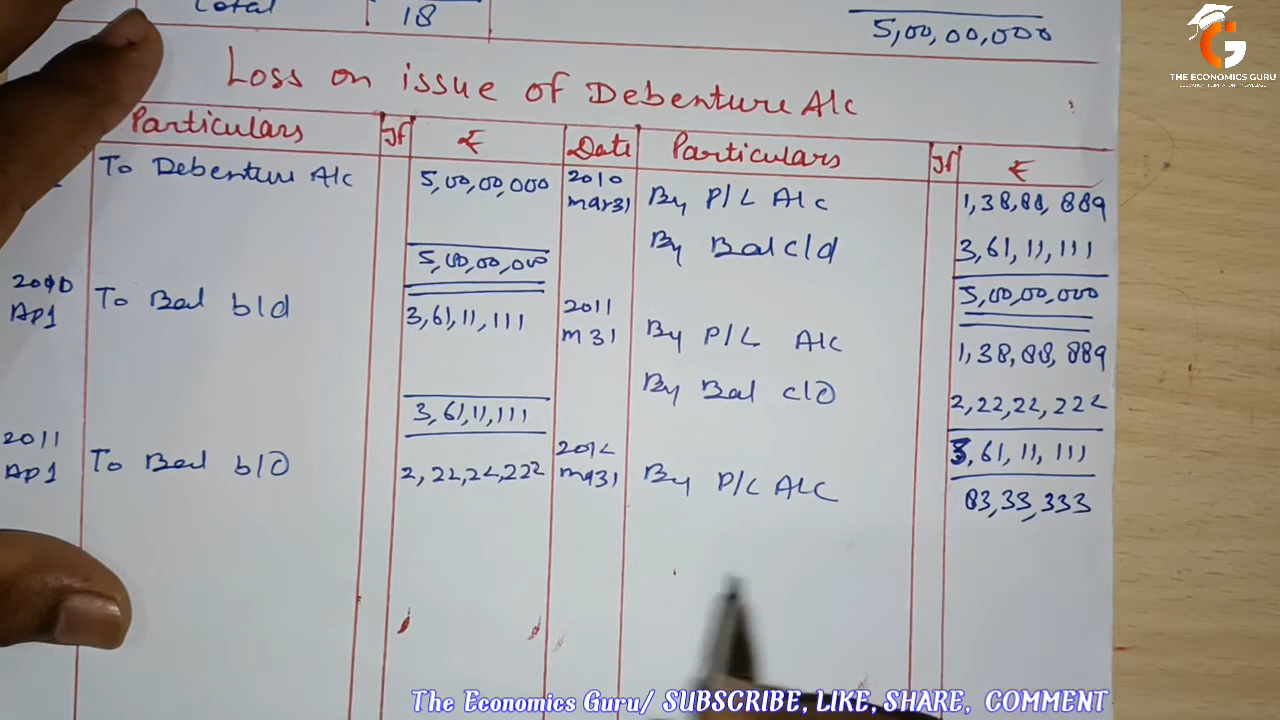 Total 18 5,00,00,000
THE ECONOMICS GURU
Loss on issue of Debenture A/c
Particulars Jf ₹ Date Particulars Jf ₹
To Debenture A/c 5,00,00,000 2010 Mar31 By P/L A/c 1,38,88,889
By Bal c/d 3,61,11,111
5,00,00,000 5,00,00,000
2010 Ap1 To Bal b/d 3,61,11,111 2011 m31 By P/L A/c 1,38,88,889
By Bal c/d 2,22,22,222
3,61,11,111 3,61,11,111
2011 Ap1 To Bal b/d 2,22,22,222 2012 Ma31 By P/L A/c 83,33,333
The Economics Guru/ SUBSCRIBE, LIKE, SHARE, COMMENT